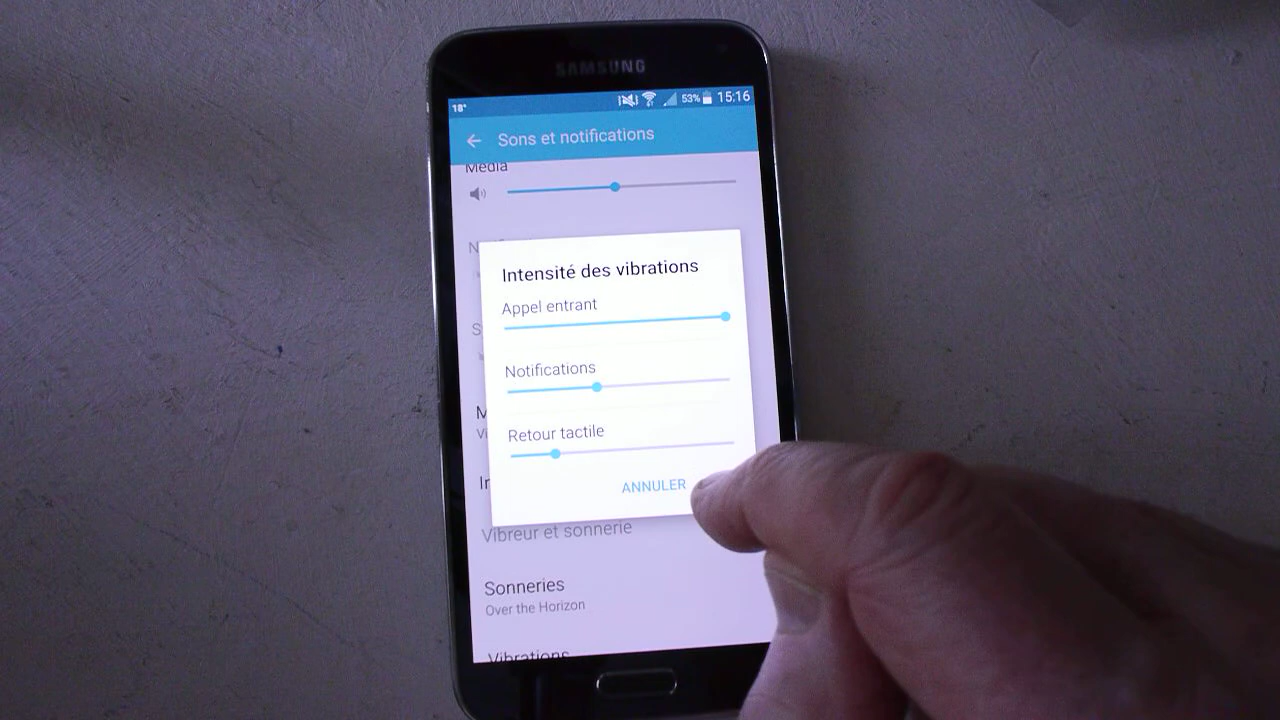 SAMSUNG
18°
53% 15:16
Sons et notifications
Média
Intensité des vibrations
Appel entrant
Notifications
Retour tactile
ANNULER
Vibreur et sonnerie
Sonneries
Over the Horizon
Vibrations